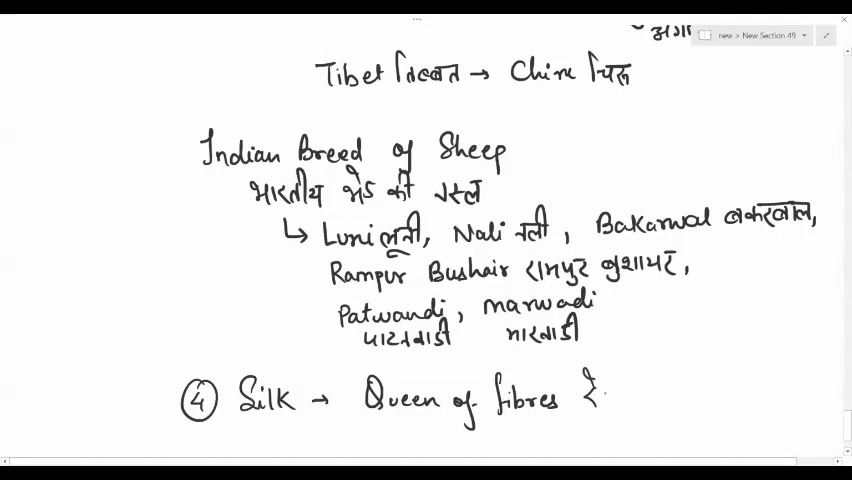 new > New Section 49
Tibet तिब्बत → Chiru चिरु
Indian Breed of Sheep
भारतीय भेड की नस्ल
↳ Luni लूनी, Nali नली, Bakarwal बकरवाल,
Rampur Bushair रामपुर बुशायर,
Patwandi, marwadi
पाटनवाडी मारवाडी
④ Silk → Queen of fibres